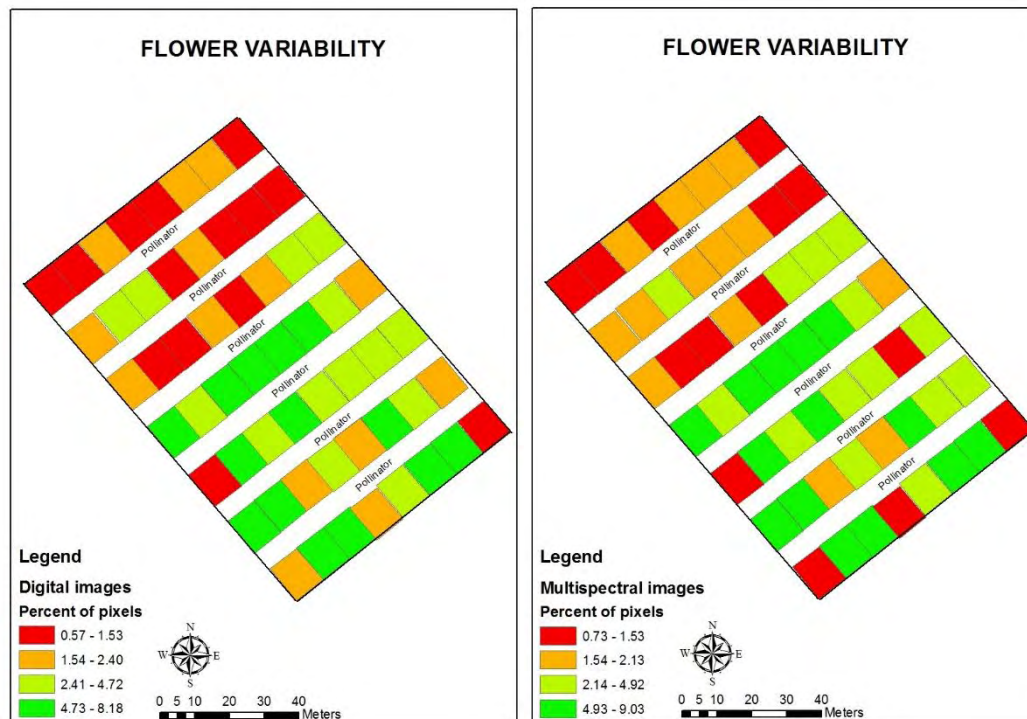 FLOWER VARIABILITY
Pollinator
Pollinator
Pollinator
Pollinator
Pollinator
Pollinator
Legend
Digital images
Percent of pixels
0.57 - 1.53
1.54 - 2.40
2.41 - 4.72
4.73 - 8.18
N
W E
S
0 5 10 20 30 40
Meters
FLOWER VARIABILITY
Pollinator
Pollinator
Pollinator
Pollinator
Pollinator
Pollinator
Legend
Multispectral images
Percent of pixels
0.73 - 1.53
1.54 - 2.13
2.14 - 4.92
4.93 - 9.03
N
W E
S
0 5 10 20 30 40
Meters